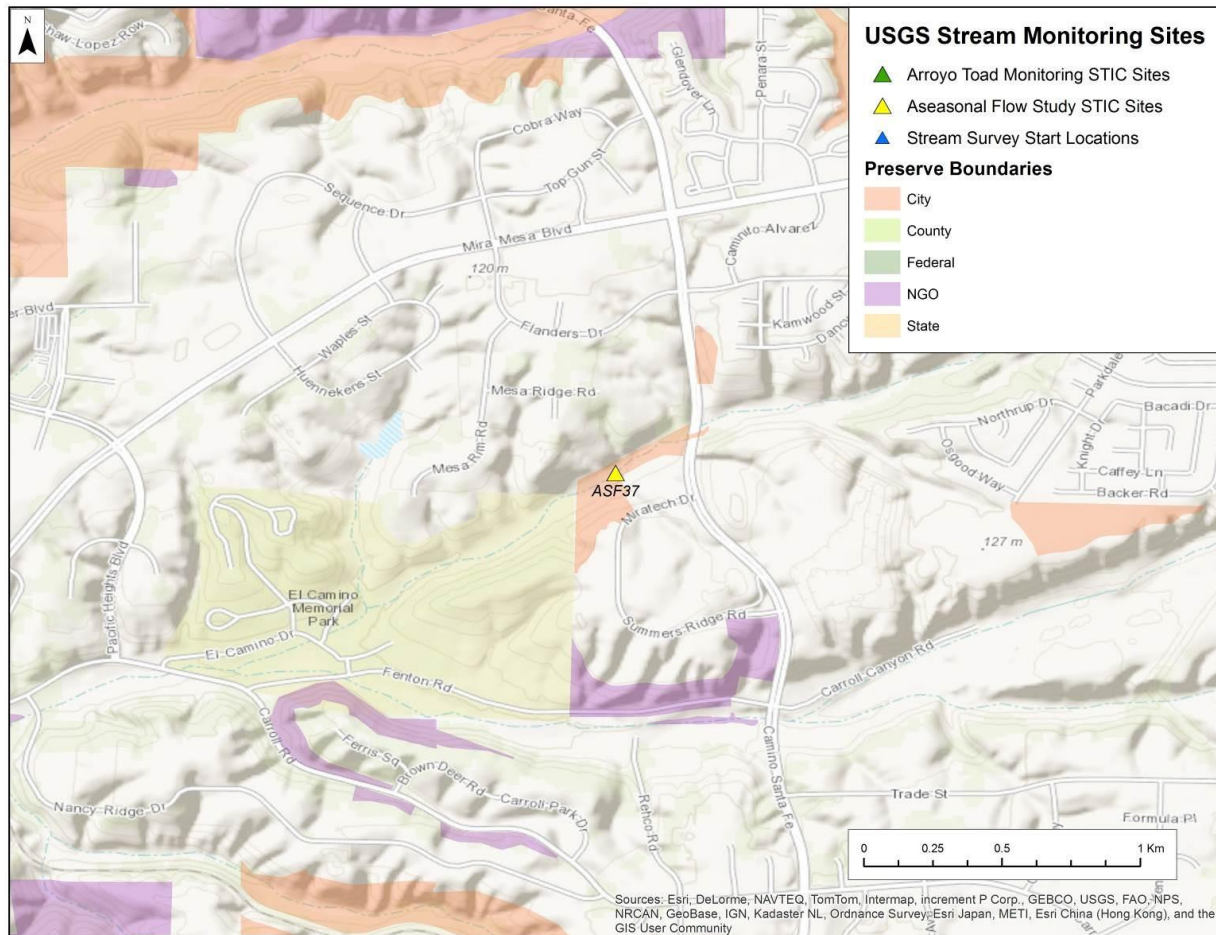 N
Shaw-Lopez Row
Santa Fe
Glendover Ln
Penara St
Cobra Way
Top Gun St
Sequence Dr
Mira Mesa Blvd
Caminito Alvarez
120 m
Kamwood St
Flanders Dr
Waples St
Huennekens St
Mesa Ridge Rd
Mesa Rim Rd
Parkdale
Northrup Dr
Bacadi Dr
Knight Dr
Osgood Way
Caffey Ln
Backer Rd
ASF37
Miratech Dr
127 m
Pacific Heights Blvd
El Camino
Memorial
Park
El Camino Dr
Summers Ridge Rd
Fenton Rd
Carroll Canyon Rd
Carroll Rd
Ferris Sq
Brown Deer Rd
Carroll Park Dr
Camino Santa Fe
Nancy Ridge Dr
Rehco Rd
Trade St
Formula Pl
USGS Stream Monitoring Sites
Arroyo Toad Monitoring STIC Sites
Aseasonal Flow Study STIC Sites
Stream Survey Start Locations
Preserve Boundaries
City
County
Federal
NGO
State
0 0.25 0.5 1 Km
Sources: Esri, DeLorme, NAVTEQ, TomTom, Intermap, increment P Corp., GEBCO, USGS, FAO, NPS,
NRCAN, GeoBase, IGN, Kadaster NL, Ordnance Survey, Esri Japan, METI, Esri China (Hong Kong), and the
GIS User Community